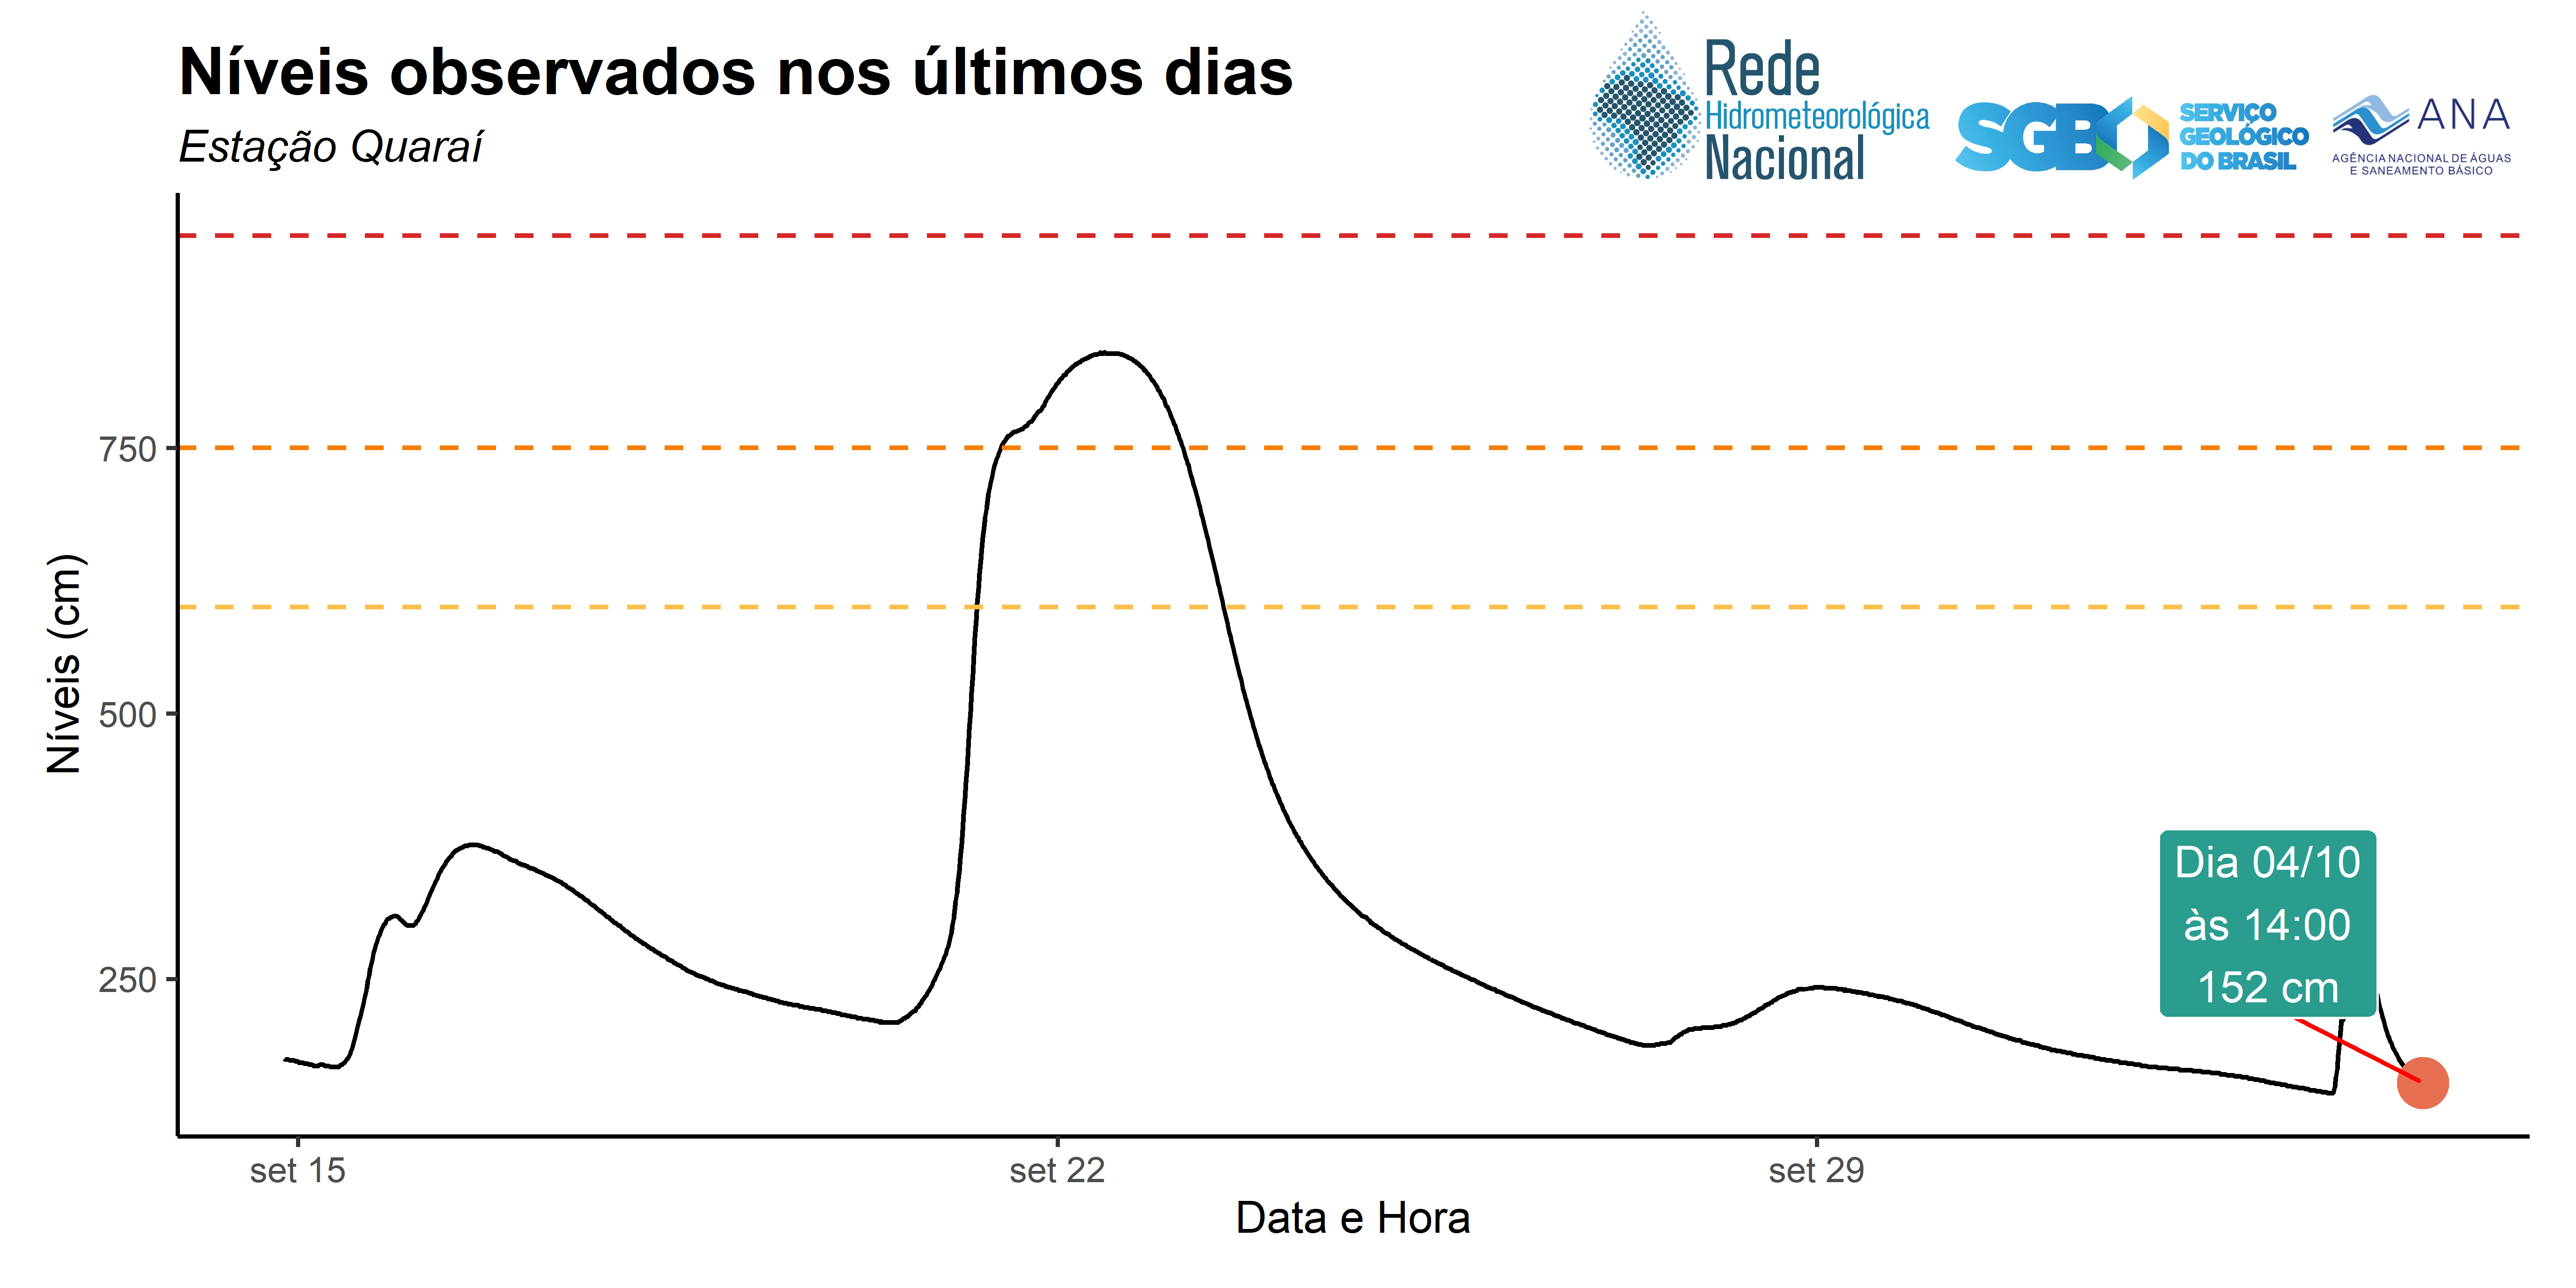 Níveis observados nos últimos dias
Estação Quaraí
Rede
Hidrometeorológica
Nacional
SGB
SERVIÇO
GEOLÓGICO
DO BRASIL
ANA
AGÊNCIA NACIONAL DE ÁGUAS
E SANEAMENTO BÁSICO
750
500
250
Níveis (cm)
Dia 04/10
às 14:00
152 cm
set 15
set 22
set 29
Data e Hora